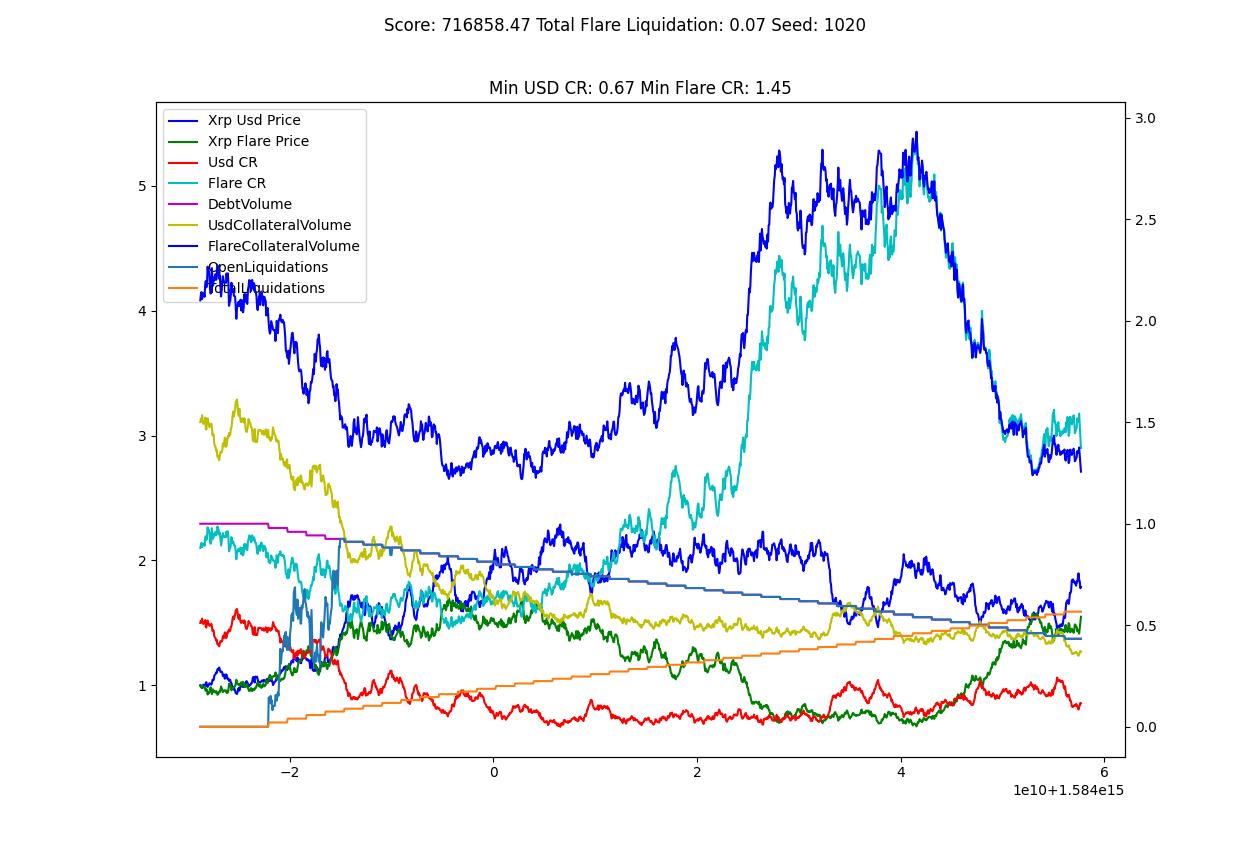 Score: 716858.47 Total Flare Liquidation: 0.07 Seed: 1020
Min USD CR: 0.67 Min Flare CR: 1.45
Xrp Usd Price
Xrp Flare Price
Usd CR
Flare CR
DebtVolume
UsdCollateralVolume
FlareCollateralVolume
OpenLiquidations
TotalLiquidations
5
4
3
2
1
3.0
2.5
2.0
1.5
1.0
0.5
0.0
−2 0 2 4 6
1e10+1.584e15